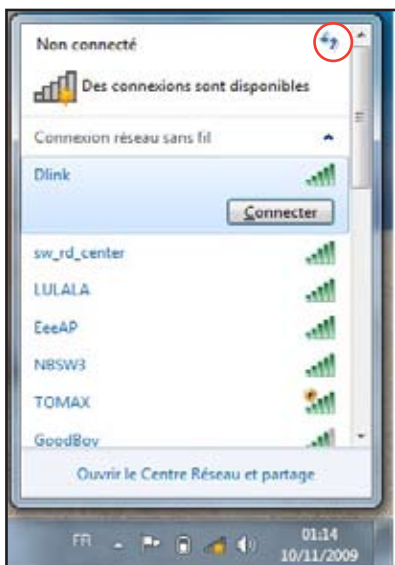 Non connecté
Des connexions sont disponibles
Connexion réseau sans fil
Dlink
Connecter
sw_rd_center
LULALA
EeeAP
NBSW3
TOMAX
GoodBoy
Ouvrir le Centre Réseau et partage
FR
01:14
10/11/2009